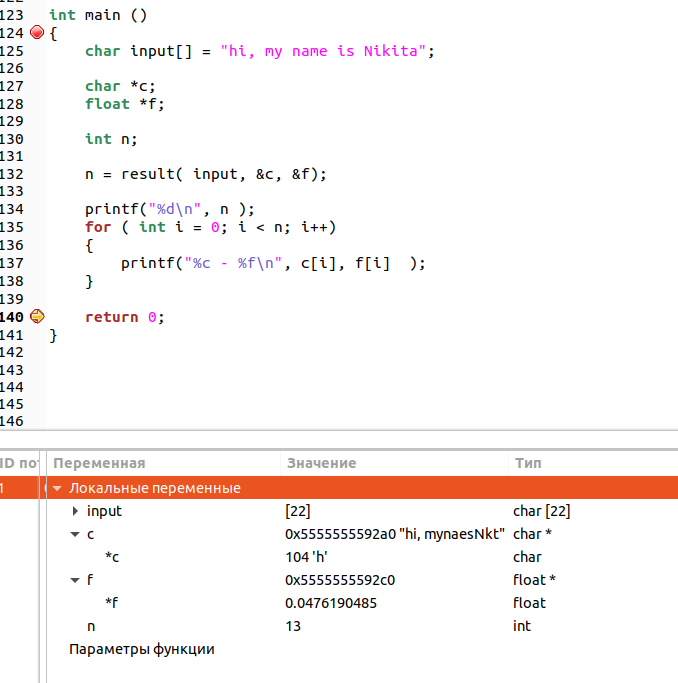 123 int main ()
124 {
125 char input[] = "hi, my name is Nikita";
126
127 char *c;
128 float *f;
129
130 int n;
131
132 n = result( input, &c, &f);
133
134 printf("%d\n", n );
135 for ( int i = 0; i < n; i++)
136 {
137 printf("%c - %f\n", c[i], f[i]  );
138 }
139
140 return 0;
141 }
142
143
144
145
146
ID пот Переменная Значение Тип
1 Локальные переменные
input [22] char [22]
c 0x5555555592a0 "hi, mynaesNkt" char *
*c 104 'h' char
f 0x5555555592c0 float *
*f 0.0476190485 float
n 13 int
Параметры функции